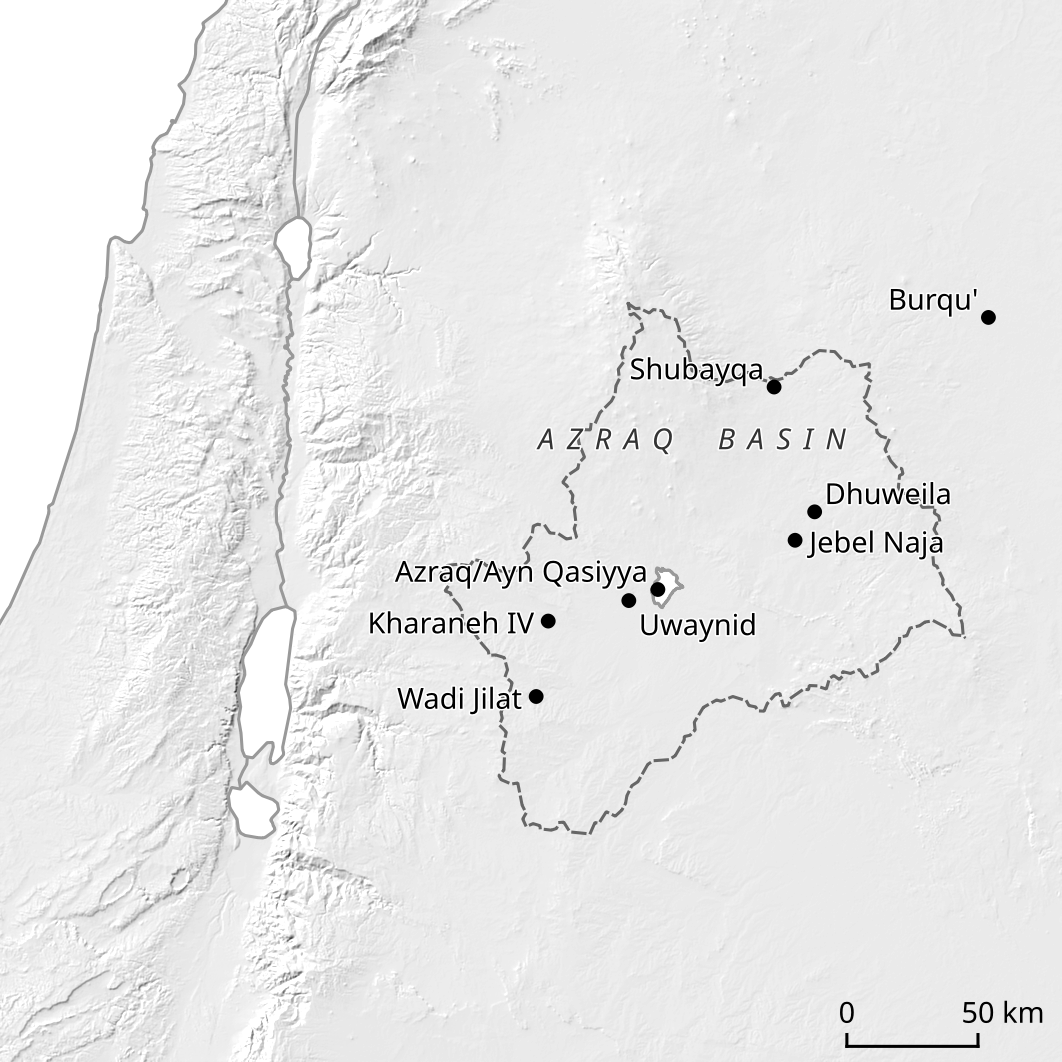 Burqu'
Shubayqa
AZRAQ BASIN
Dhuweila
Jebel Naja
Azraq/Ayn Qasiyya
Kharaneh IV
Uwaynid
Wadi Jilat
0 50 km